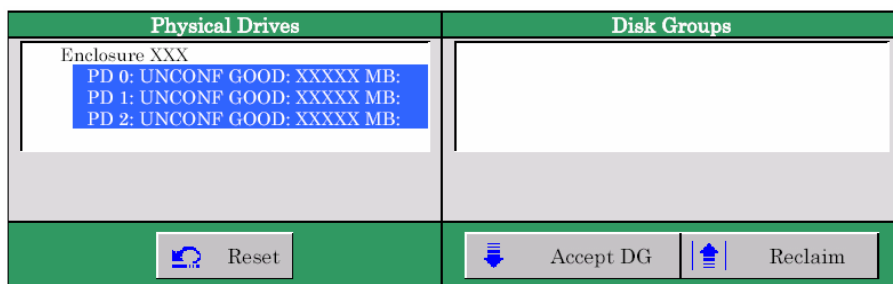 Physical Drives
Disk Groups
Enclosure XXX
PD 0: UNCONF GOOD: XXXXX MB:
PD 1: UNCONF GOOD: XXXXX MB:
PD 2: UNCONF GOOD: XXXXX MB:
Reset
Accept DG
Reclaim